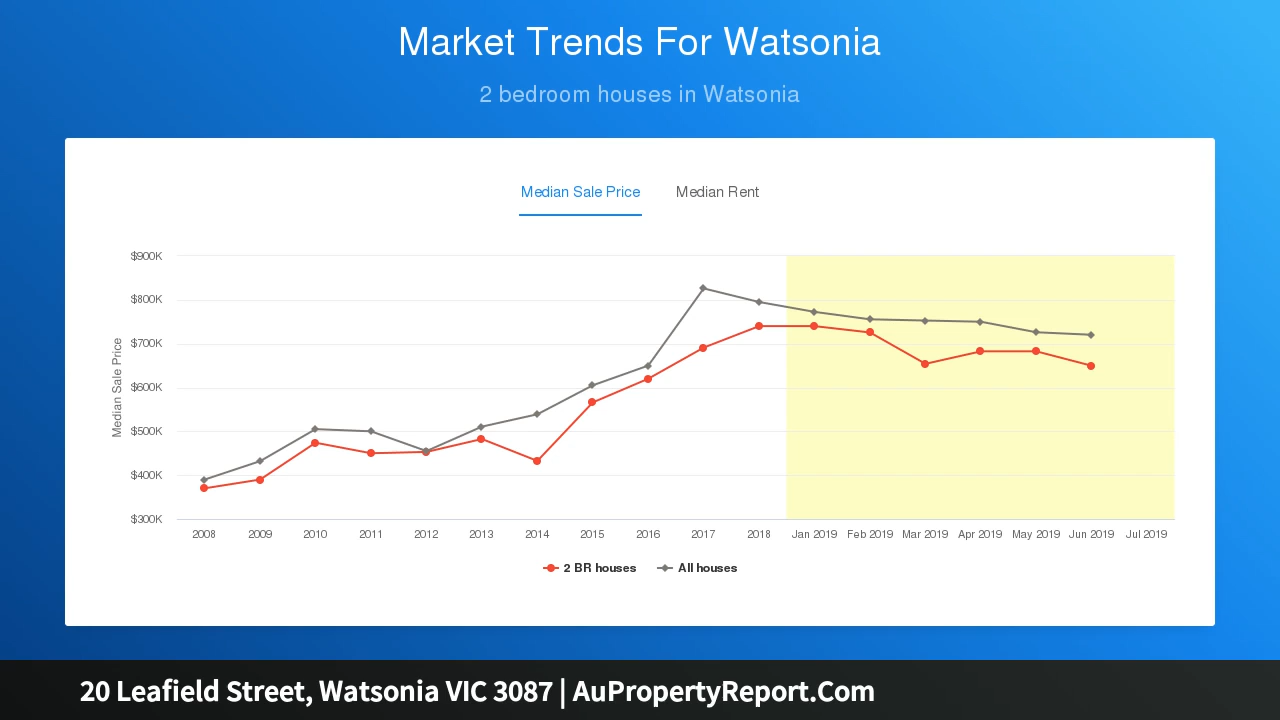 Market Trends For Watsonia
2 bedroom houses in Watsonia
Median Sale Price Median Rent
$900K
$800K
$700K
$600K
$500K
$400K
$300K
Median Sale Price
2008 2009 2010 2011 2012 2013 2014 2015 2016 2017 2018 Jan 2019 Feb 2019 Mar 2019 Apr 2019 May 2019 Jun 2019 Jul 2019
2 BR houses All houses
20 Leafield Street, Watsonia VIC 3087 | AuPropertyReport.Com